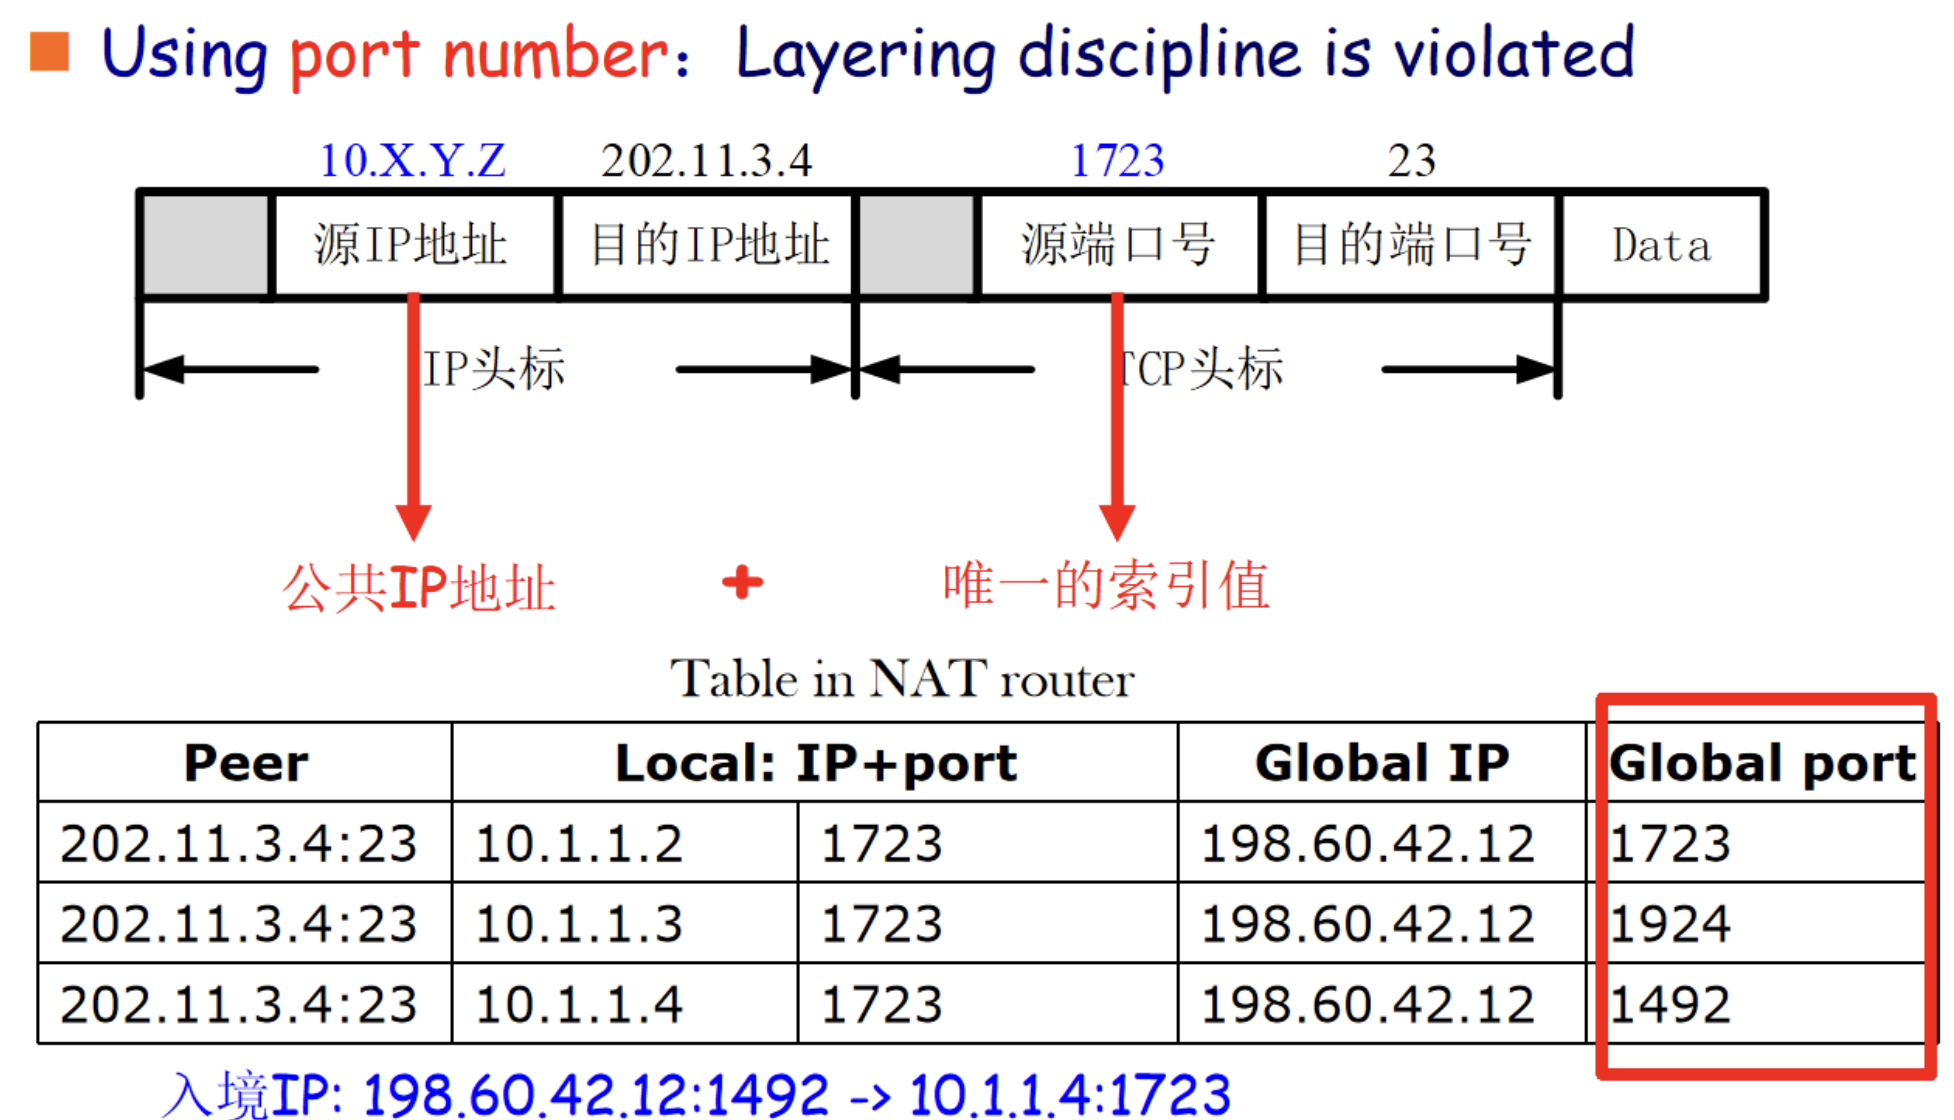 Using port number：Layering discipline is violated
10.X.Y.Z 202.11.3.4 1723 23
源IP地址 目的IP地址 源端口号 目的端口号 Data
IP头标 TCP头标
公共IP地址 + 唯一的索引值
Table in NAT router
Peer Local: IP+port Global IP Global port
202.11.3.4:23 10.1.1.2 1723 198.60.42.12 1723
202.11.3.4:23 10.1.1.3 1723 198.60.42.12 1924
202.11.3.4:23 10.1.1.4 1723 198.60.42.12 1492
入境IP: 198.60.42.12:1492 -> 10.1.1.4:1723